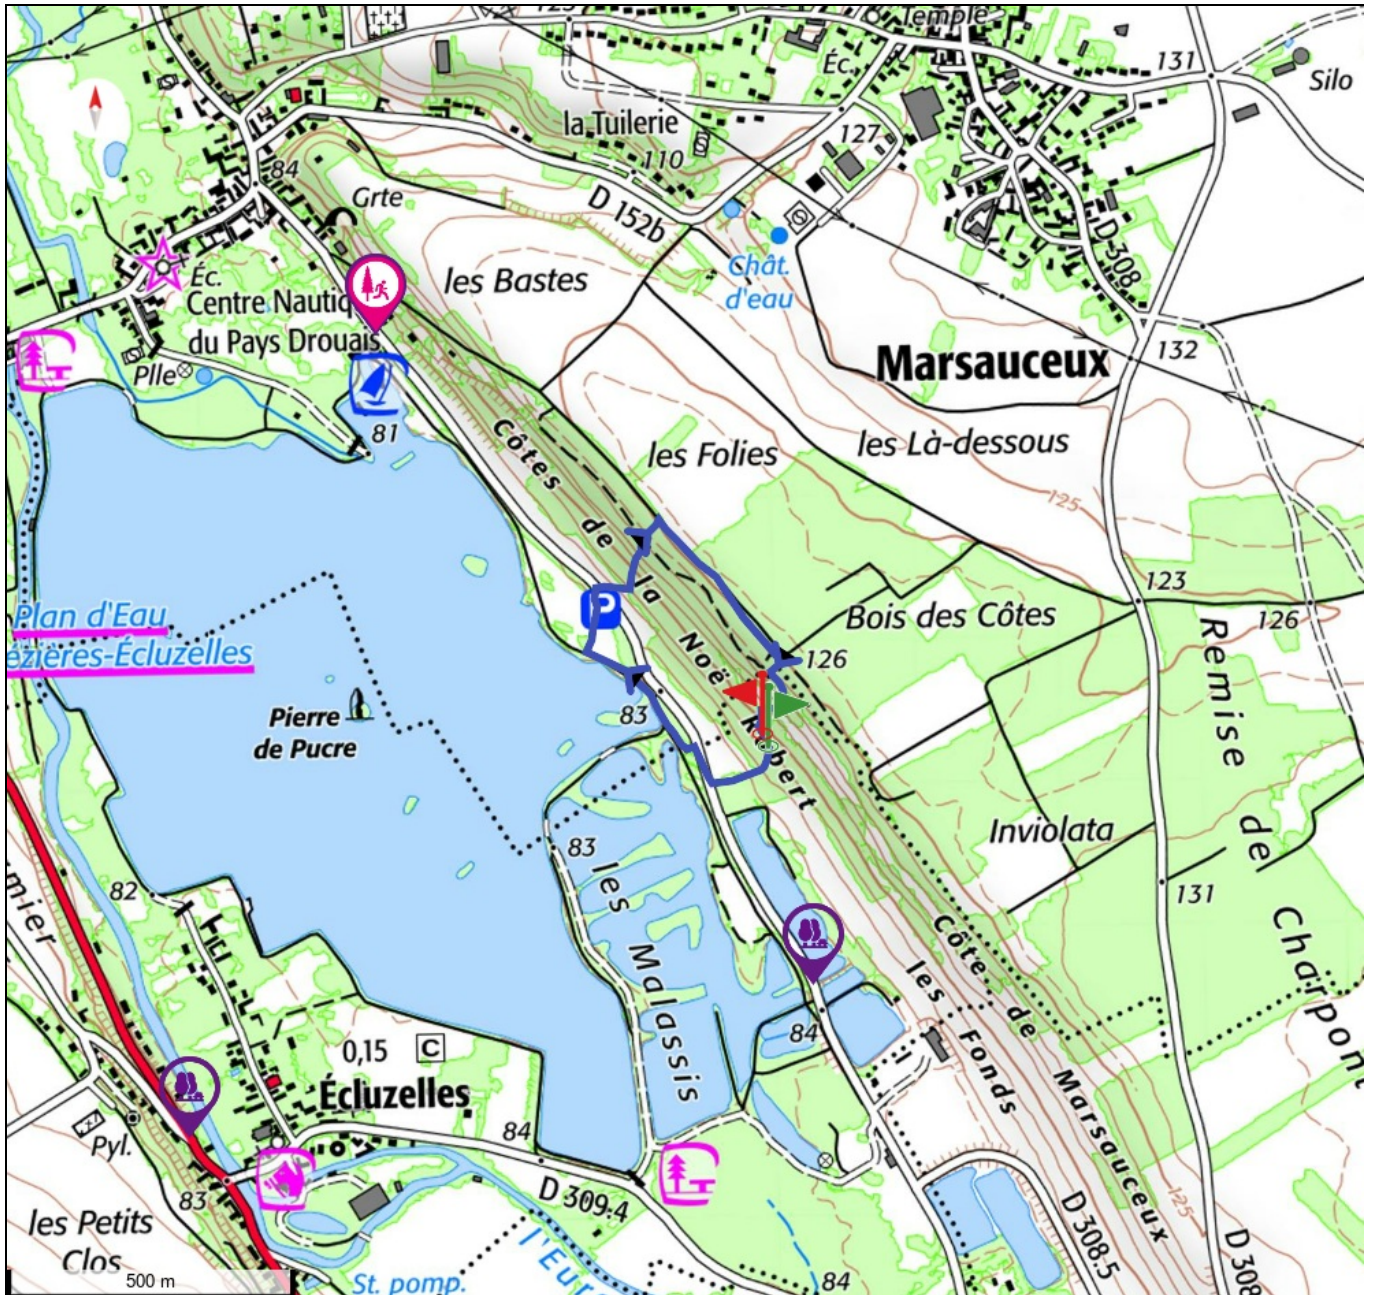 Temple
131
Silo
Éc.
la Tuilerie
127
110
84
Grte
D 152b
D 308
les Bastes
Chât.
d'eau
Éc.
Centre Nautiq
du Pays Drouais
Marsauceux
132
Plle
81
Côtes
de
la
Noë
Robert
les Folies
les Là-dessous
125
123
P
Bois des Côtes
126
126
Plan d'Eau
ézières-Écluzelles
Remise
de
Charpont
Pierre
de Pucre
83
83
les
Malassis
Inviolata
131
82
mier
Côte
de
Marsauceux
les
Fonds
84
0,15
C
Écluzelles
84
Pyl.
83
D 309.4
les Petits
Clos
D 308.5
125
D 308
500 m
St. pomp.
l'Eure
84